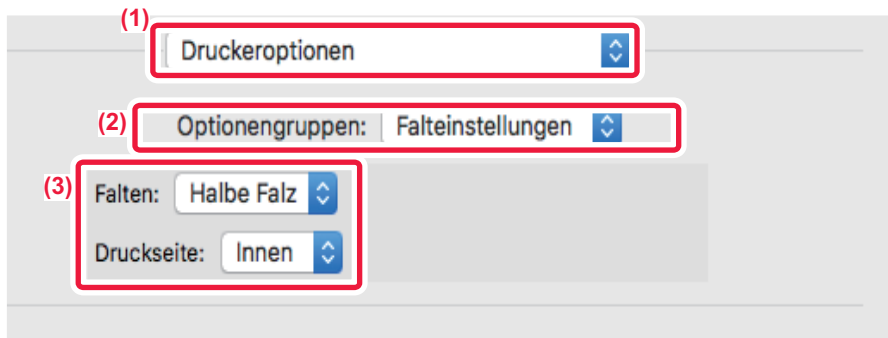 (1)
Druckeroptionen
(2) Optionengruppen: Falteinstellungen
(3) Falten: Halbe Falz
Druckseite: Innen